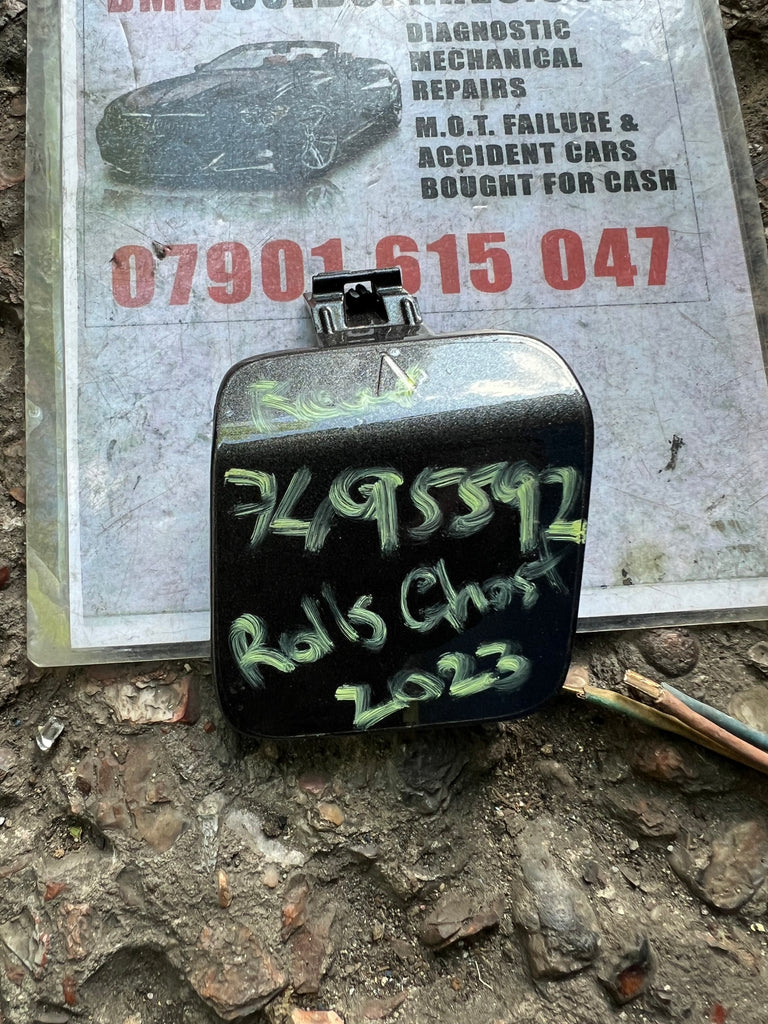 DIAGNOSTIC
MECHANICAL
REPAIRS
M.O.T. FAILURE &
ACCIDENT CARS
BOUGHT FOR CASH
07901 615 047
7495592
Rolls Ghost
2023